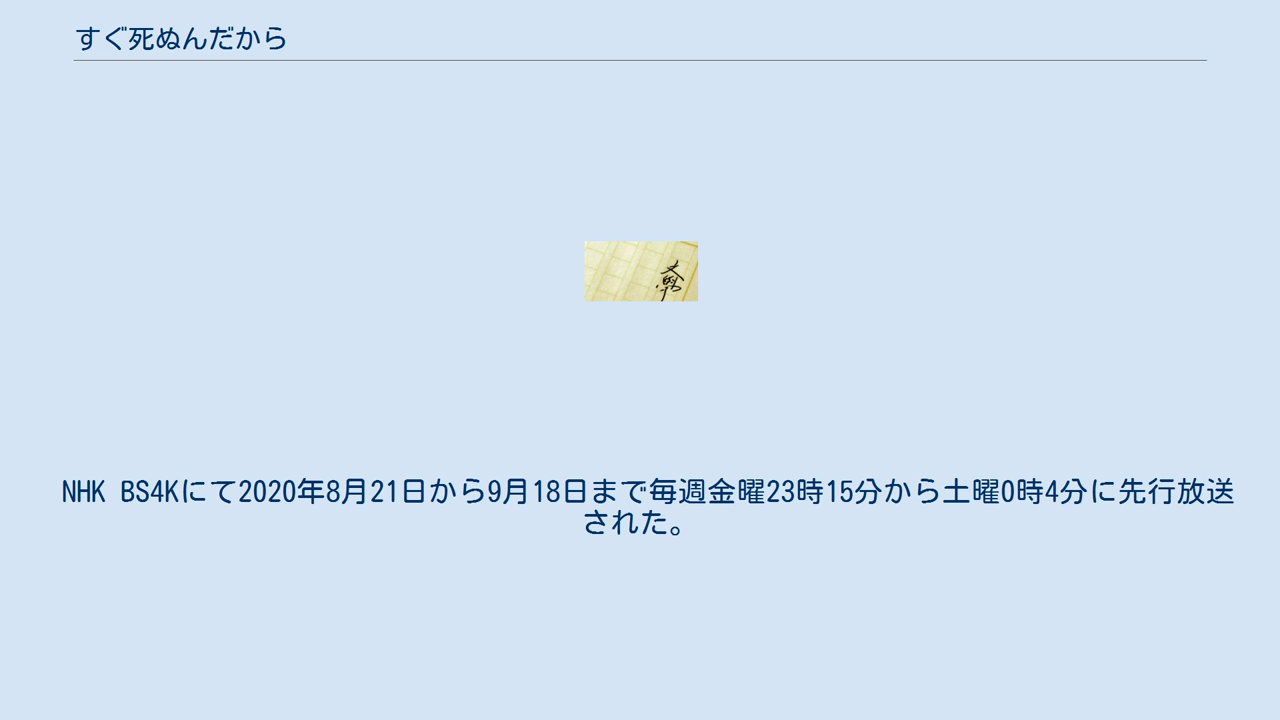 すぐ死ぬんだから
NHK BS4Kにて2020年8月21日から9月18日まで毎週金曜23時15分から土曜0時4分に先行放送
された。